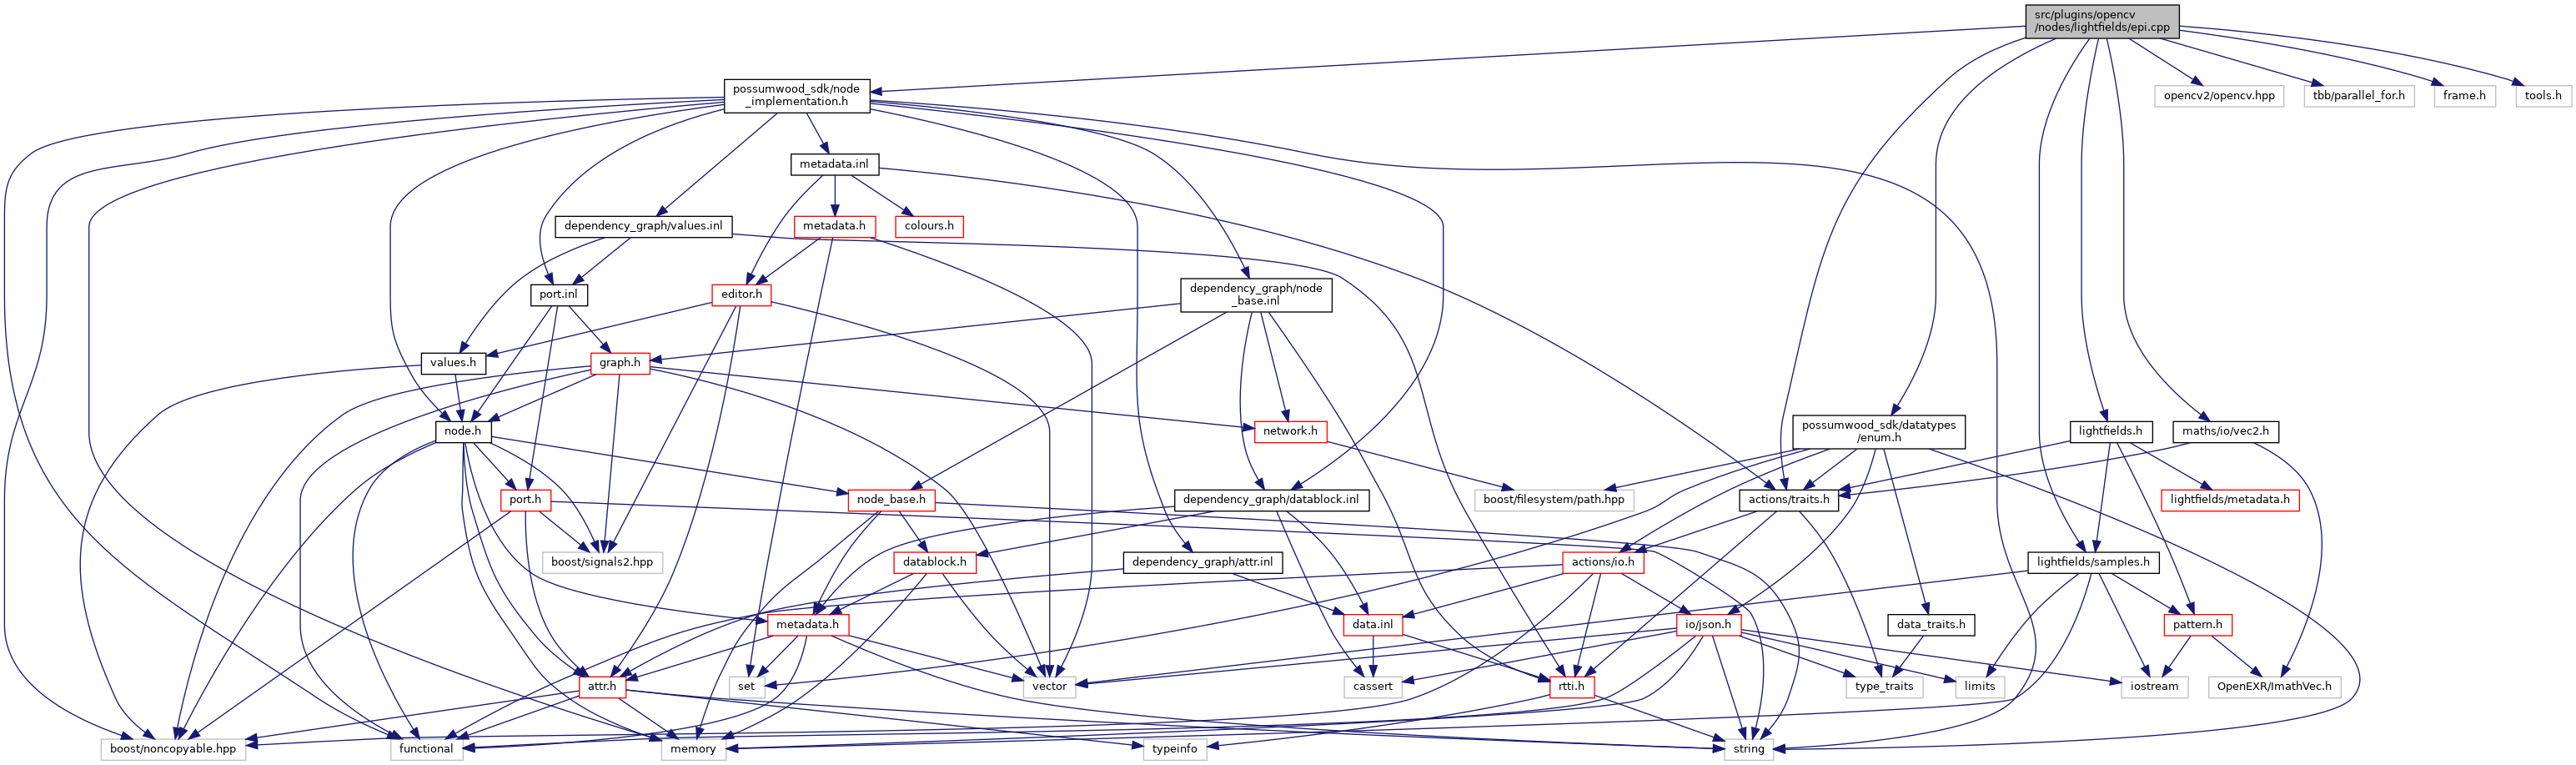 src/plugins/opencv
/nodes/lightfields/epi.cpp
possumwood_sdk/node
_implementation.h
opencv2/opencv.hpp
tbb/parallel_for.h
frame.h
tools.h
metadata.inl
dependency_graph/values.inl
metadata.h
colours.h
port.inl
editor.h
dependency_graph/node
_base.inl
values.h
graph.h
node.h
network.h
possumwood_sdk/datatypes
/enum.h
lightfields.h
maths/io/vec2.h
port.h
node_base.h
dependency_graph/datablock.inl
boost/filesystem/path.hpp
actions/traits.h
lightfields/metadata.h
boost/signals2.hpp
datablock.h
dependency_graph/attr.inl
actions/io.h
lightfields/samples.h
metadata.h
data.inl
io/json.h
data_traits.h
pattern.h
attr.h
set
vector
cassert
rtti.h
type_traits
limits
iostream
OpenEXR/ImathVec.h
boost/noncopyable.hpp
functional
memory
typeinfo
string